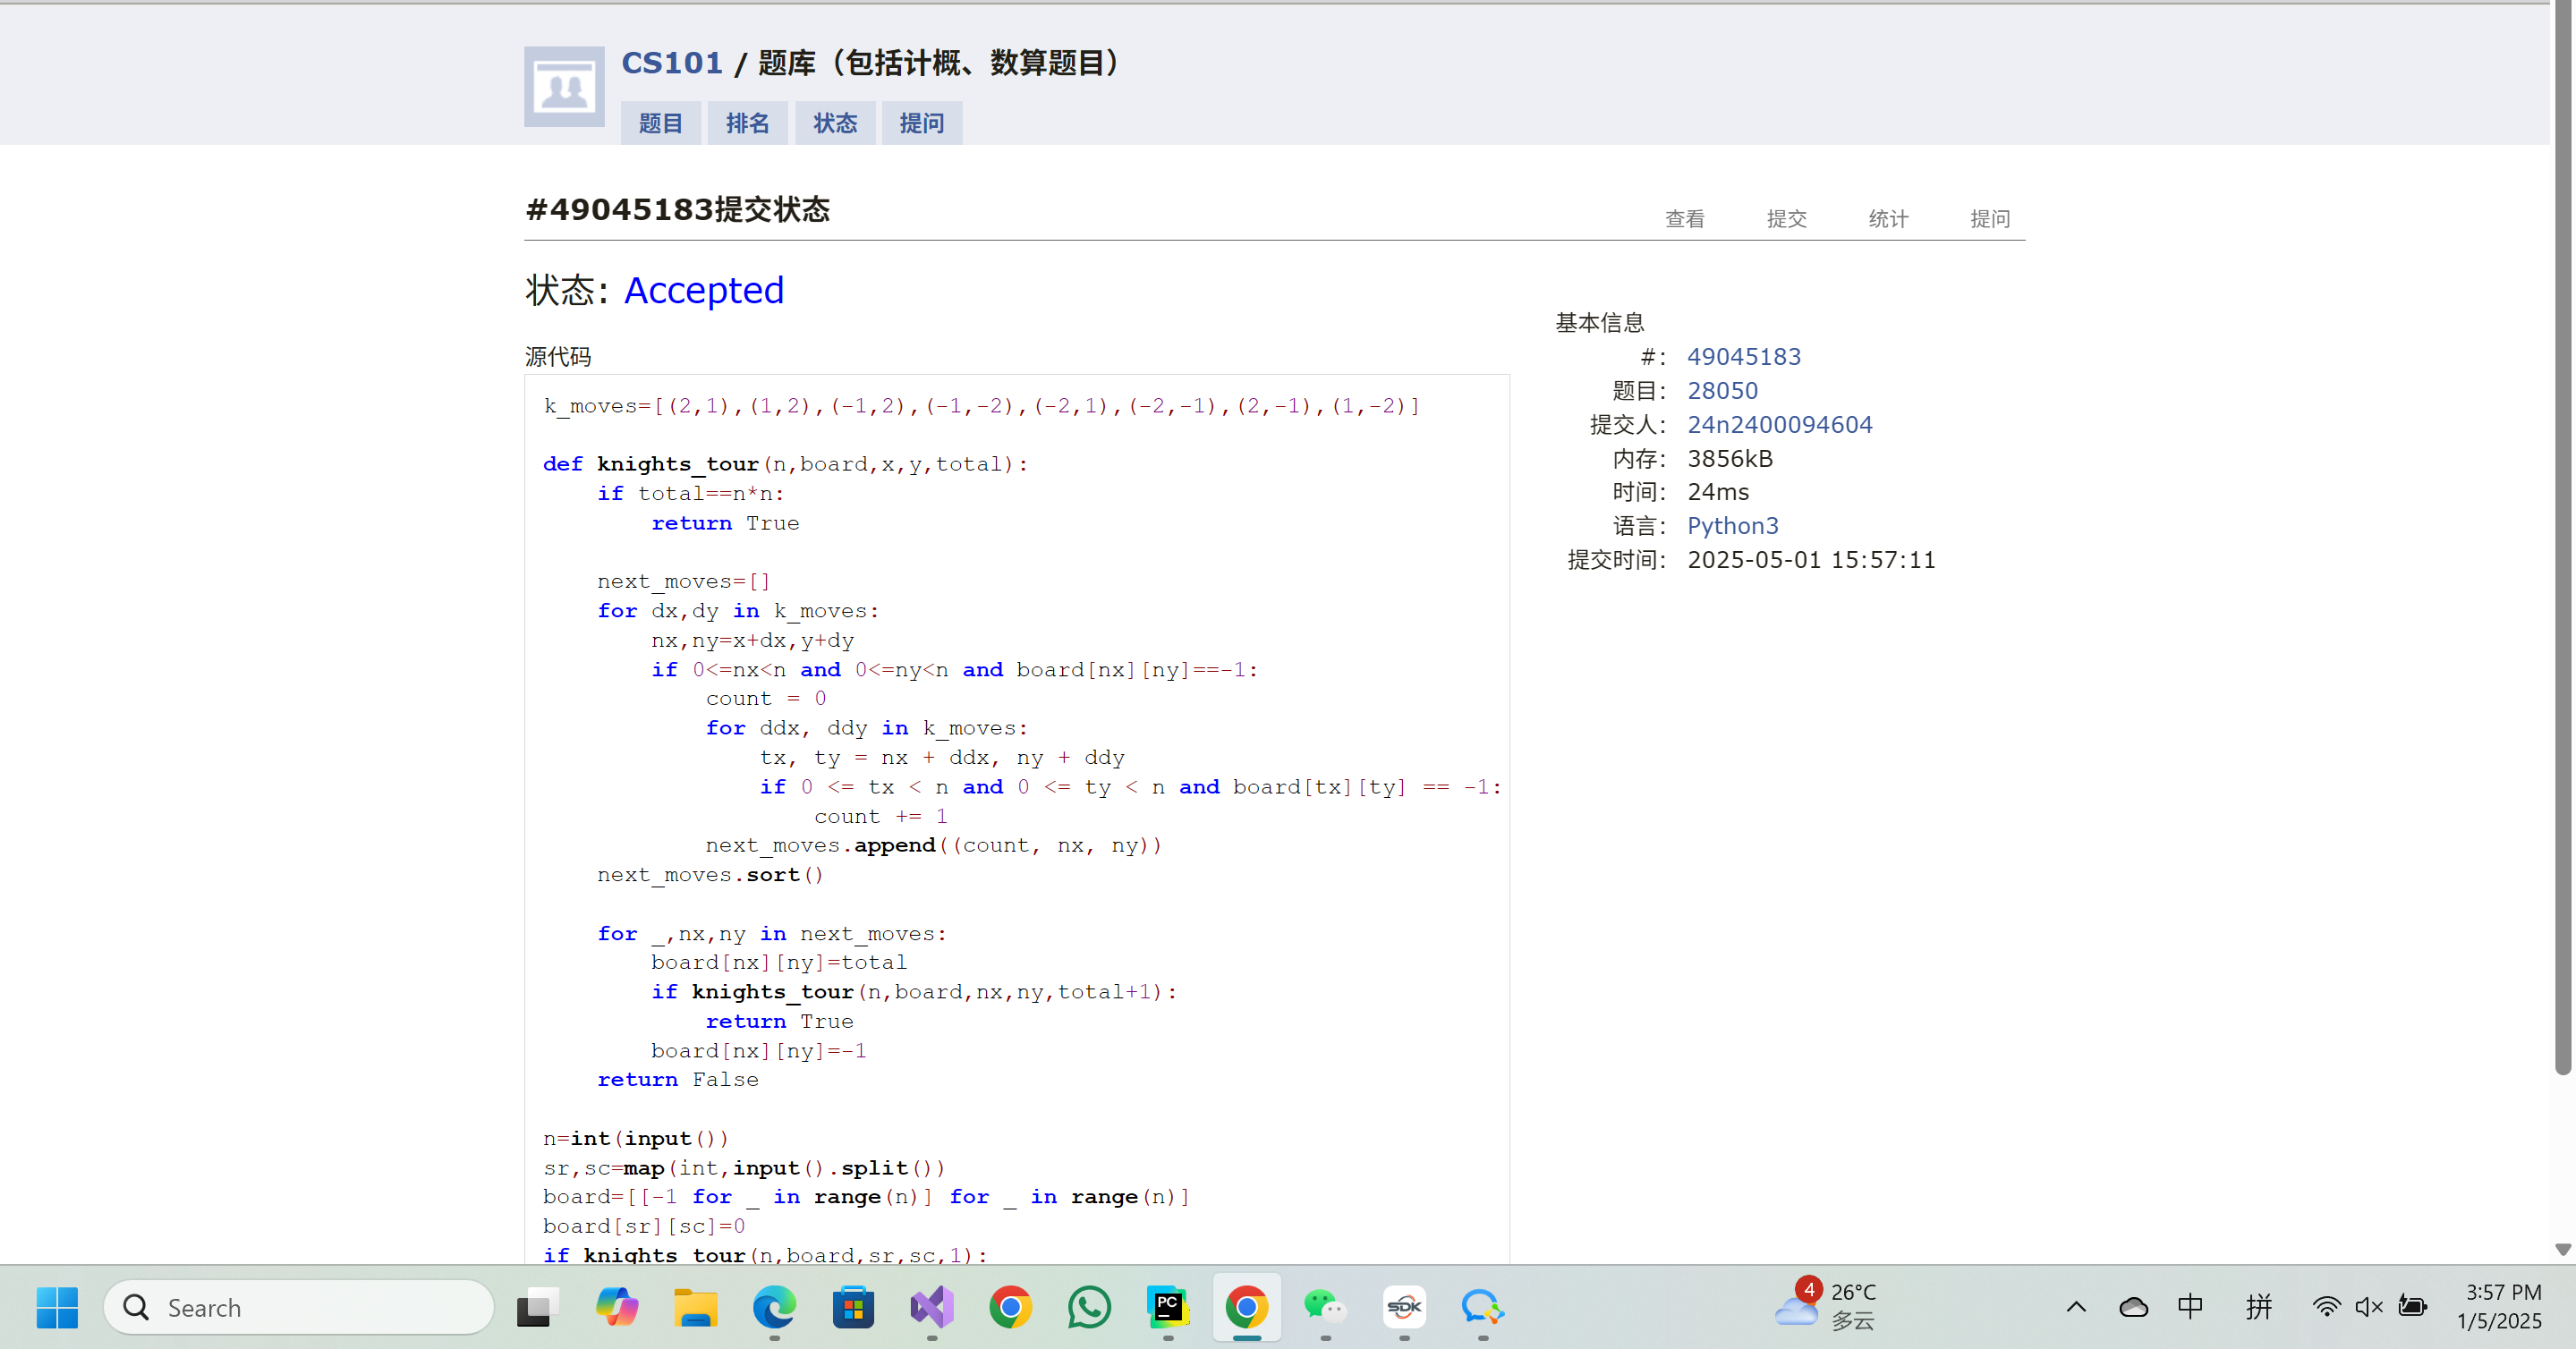 CS101 / 题库（包括计概、数算题目）
题目 排名 状态 提问
#49045183提交状态
查看 提交 统计 提问
状态: Accepted
源代码
k_moves=[(2,1),(1,2),(-1,2),(-1,-2),(-2,1),(-2,-1),(2,-1),(1,-2)]
def knights_tour(n,board,x,y,total):
    if total==n*n:
        return True
    next_moves=[]
    for dx,dy in k_moves:
        nx,ny=x+dx,y+dy
        if 0<=nx<n and 0<=ny<n and board[nx][ny]==-1:
            count = 0
            for ddx, ddy in k_moves:
                tx, ty = nx + ddx, ny + ddy
                if 0 <= tx < n and 0 <= ty < n and board[tx][ty] == -1:
                    count += 1
            next_moves.append((count, nx, ny))
    next_moves.sort()
    for _,nx,ny in next_moves:
        board[nx][ny]=total
        if knights_tour(n,board,nx,ny,total+1):
            return True
        board[nx][ny]=-1
    return False
n=int(input())
sr,sc=map(int,input().split())
board=[[-1 for _ in range(n)] for _ in range(n)]
board[sr][sc]=0
if knights_tour(n,board,sr,sc,1):
基本信息
#: 49045183
题目: 28050
提交人: 24n2400094604
内存: 3856kB
时间: 24ms
语言: Python3
提交时间: 2025-05-01 15:57:11
Search
PC
SDK
4
26°C
多云
中
拼
3:57 PM
1/5/2025